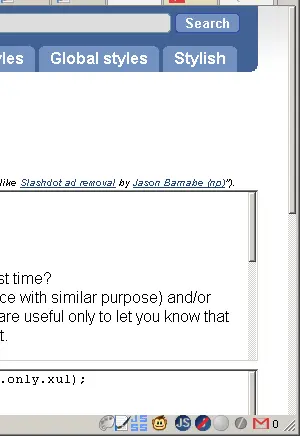 Search
les Global styles Stylish
like Slashdot ad removal by Jason Barnabe (np)").
st time?
ce with similar purpose) and/or
are useful only to let you know that
t.
.only.xul);
JS
SS
JS
0